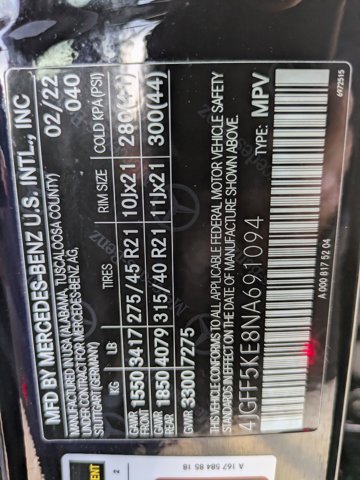 MFD BY MERCEDES-BENZ U.S. INTL., INC
MANUFACTURED IN USA (ALABAMA, TUSCALOOSA COUNTY)
UNDER CONTRACTION FOR MERCEDES-BENZ AG,
STUTTGART (GERMANY)
02/22
040
KG LB TIRES RIM SIZE COLD KPA (PSI)
GAWR FRONT 1550 3417 275/45 R21 10Jx21 280(41)
GAWR REAR 1850 4079 315/40 R21 11Jx21 300(44)
GVWR 3300 7275
THIS VEHICLE CONFORMS TO ALL APPLICABLE FEDERAL MOTOR VEHICLE SAFETY
STANDARDS IN EFFECT ON THE DATE OF MANUFACTURE SHOWN ABOVE.
4JGFF5KE8NA691094 TYPE: MPV
A 000 817 52 04
6972515
A 167 584 85 18
2